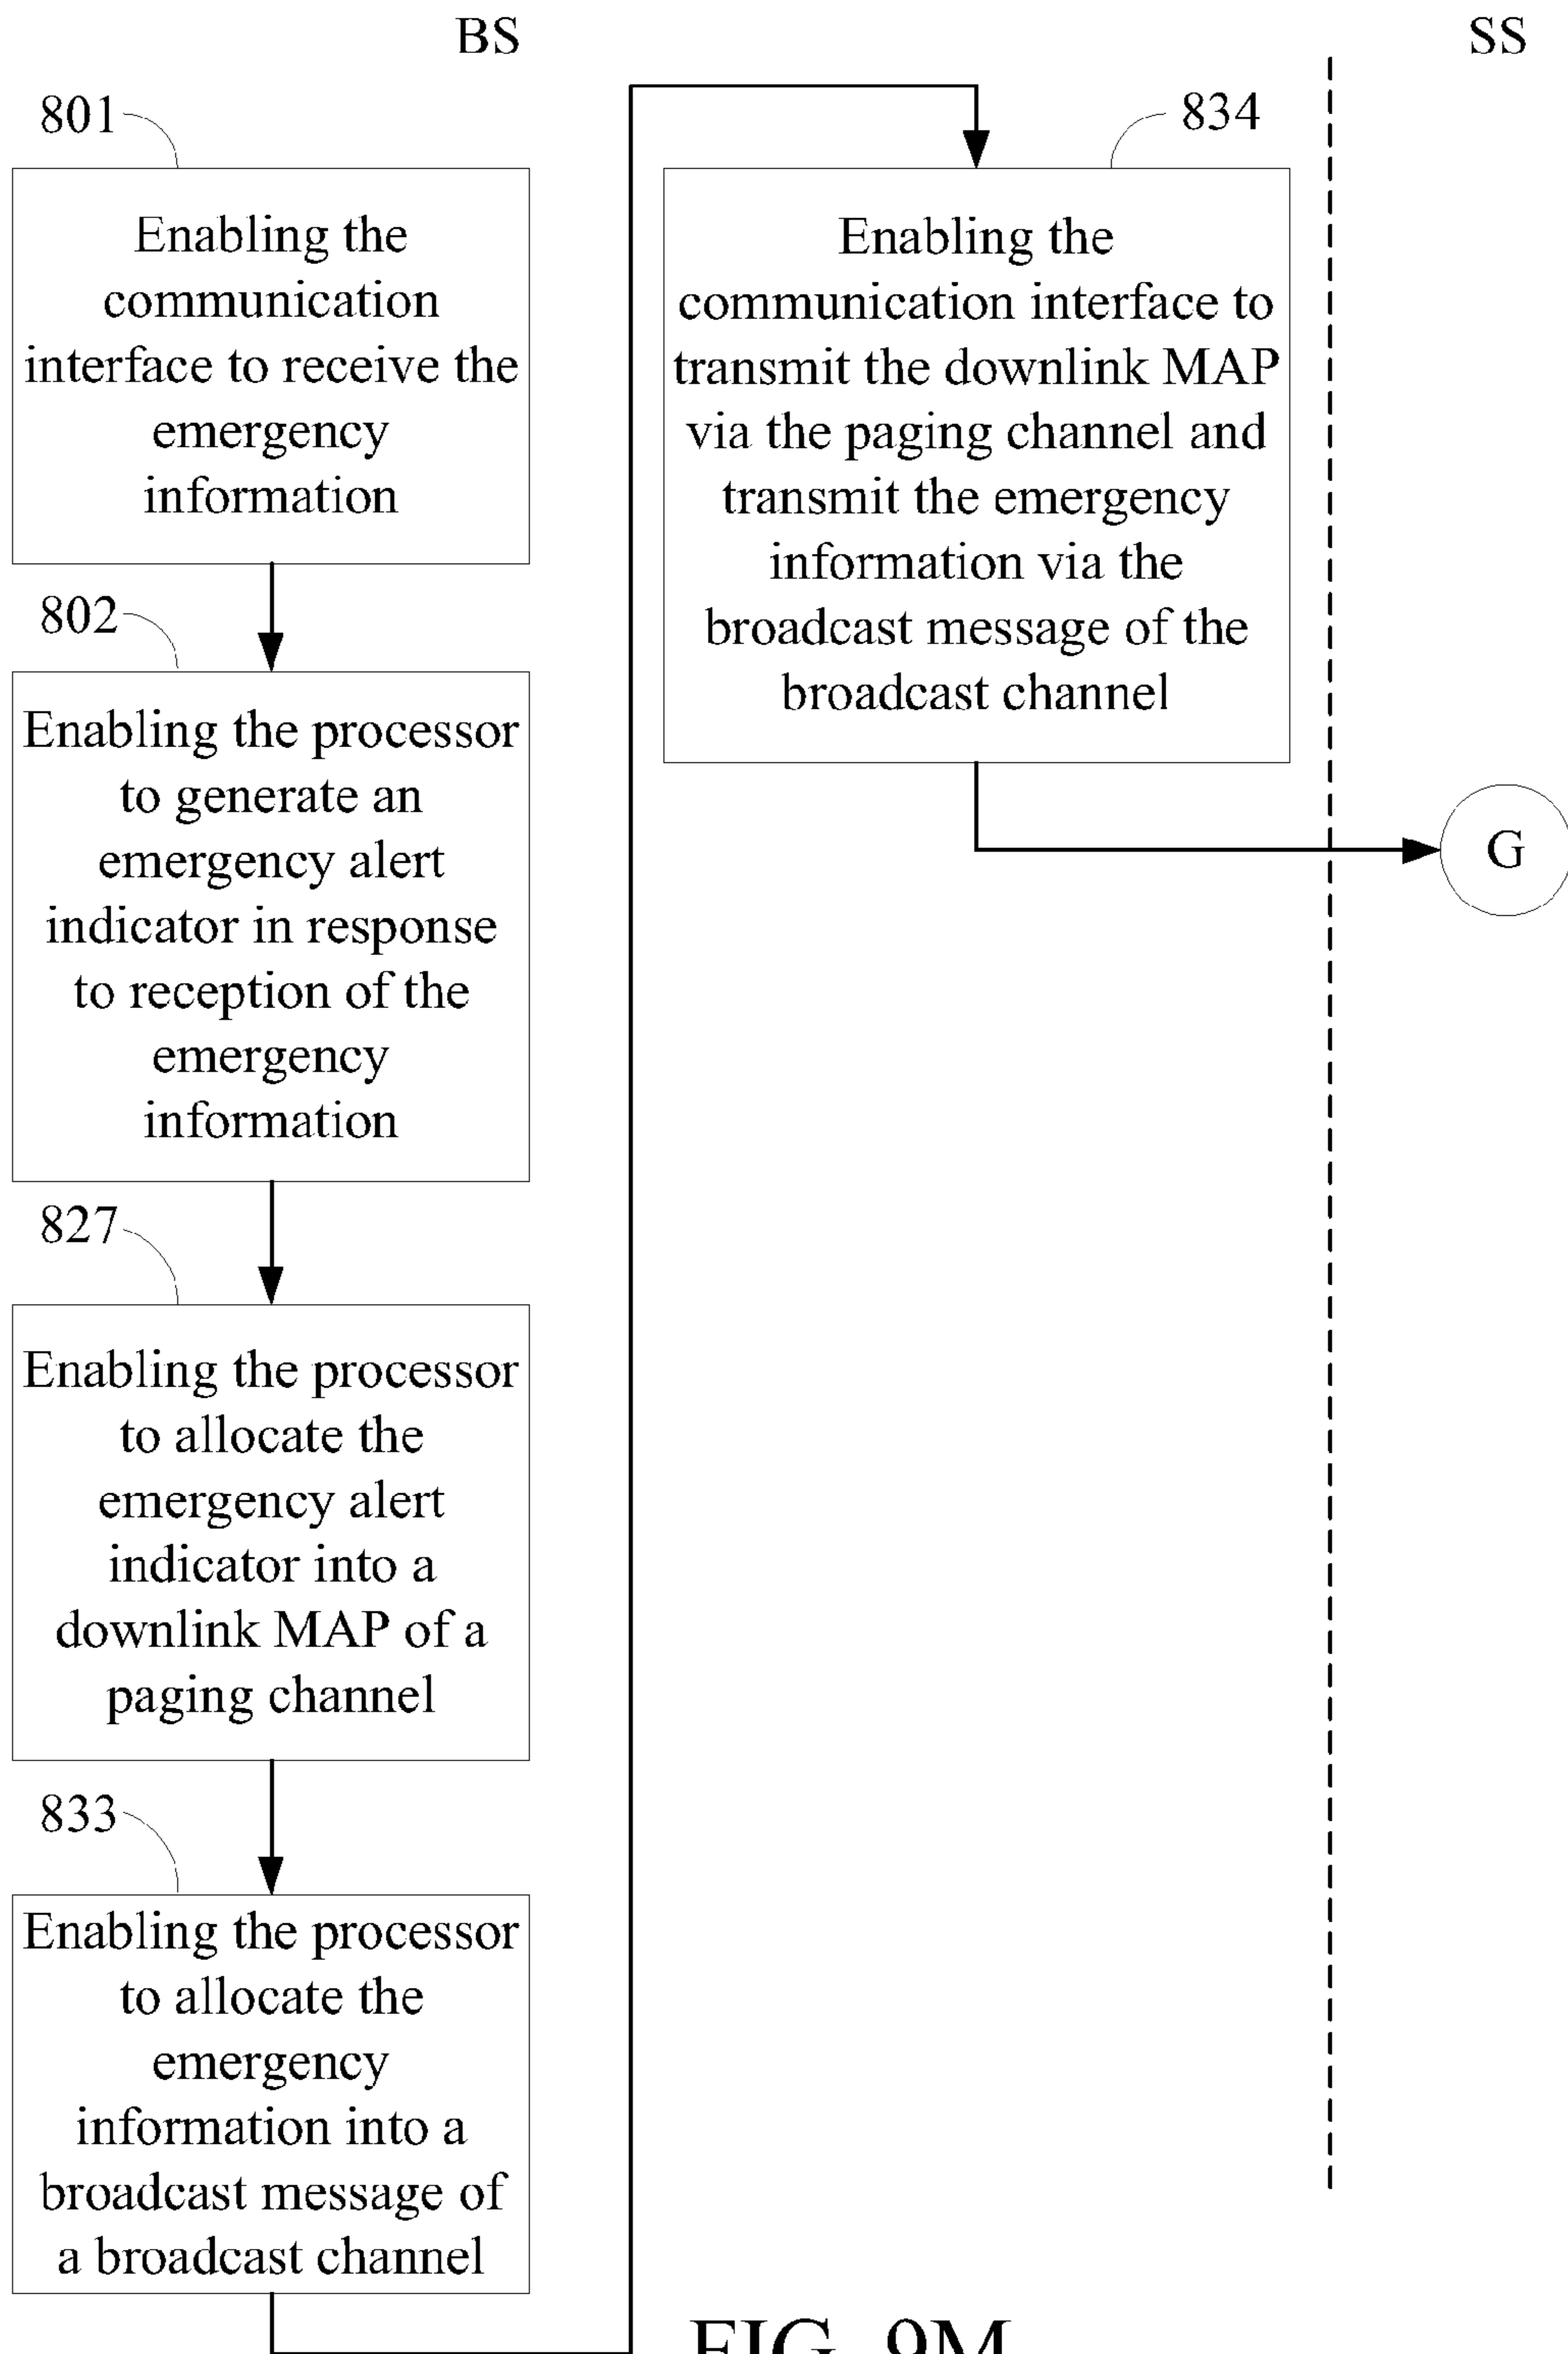 BS
SS
801
Enabling the
communication
interface to receive the
emergency
information
802
Enabling the processor
to generate an
emergency alert
indicator in response
to reception of the
emergency
information
827
Enabling the processor
to allocate the
emergency alert
indicator into a
downlink MAP of a
paging channel
833
Enabling the processor
to allocate the
emergency
information into a
broadcast message of
a broadcast channel
834
Enabling the
communication interface to
transmit the downlink MAP
via the paging channel and
transmit the emergency
information via the
broadcast message of the
broadcast channel
G
FIG. 9M